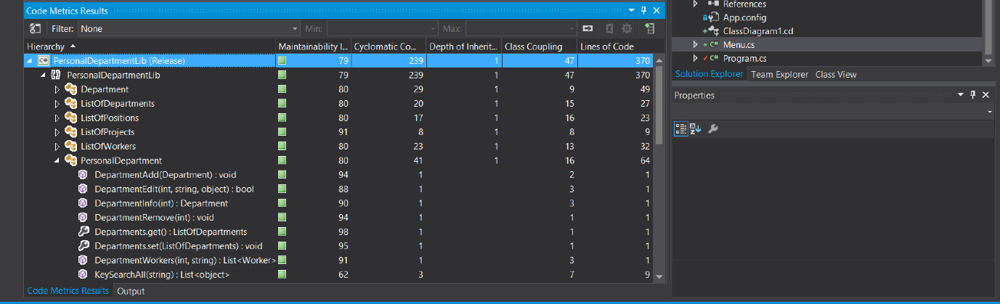 Code Metrics Results
Filter: None Min: Max:
Hierarchy Maintainability I... Cyclomatic Co... Depth of Inherit... Class Coupling Lines of Code
C# PersonalDepartmentLib (Release) 79 239 1 47 370
PersonalDepartmentLib 79 239 1 47 370
Department 80 29 1 9 49
ListOfDepartments 80 20 1 15 27
ListOfPositions 80 17 1 16 23
ListOfProjects 91 8 1 8 9
ListOfWorkers 80 23 1 13 32
PersonalDepartment 80 41 1 16 64
DepartmentAdd(Department) : void 94 1 2 1
DepartmentEdit(int, string, object) : bool 88 1 3 1
DepartmentInfo(int) : Department 90 1 3 1
DepartmentRemove(int) : void 94 1 1 1
Departments.get() : ListOfDepartments 98 1 1 1
Departments.set(ListOfDepartments) : void 95 1 1 1
DepartmentWorkers(int, string) : List<Worker> 91 1 3 1
KeySearchAll(string) : List<object> 62 3 7 9
Code Metrics Results Output
References
App.config
ClassDiagram1.cd
C# Menu.cs
C# Program.cs
Solution Explorer Team Explorer Class View
Properties